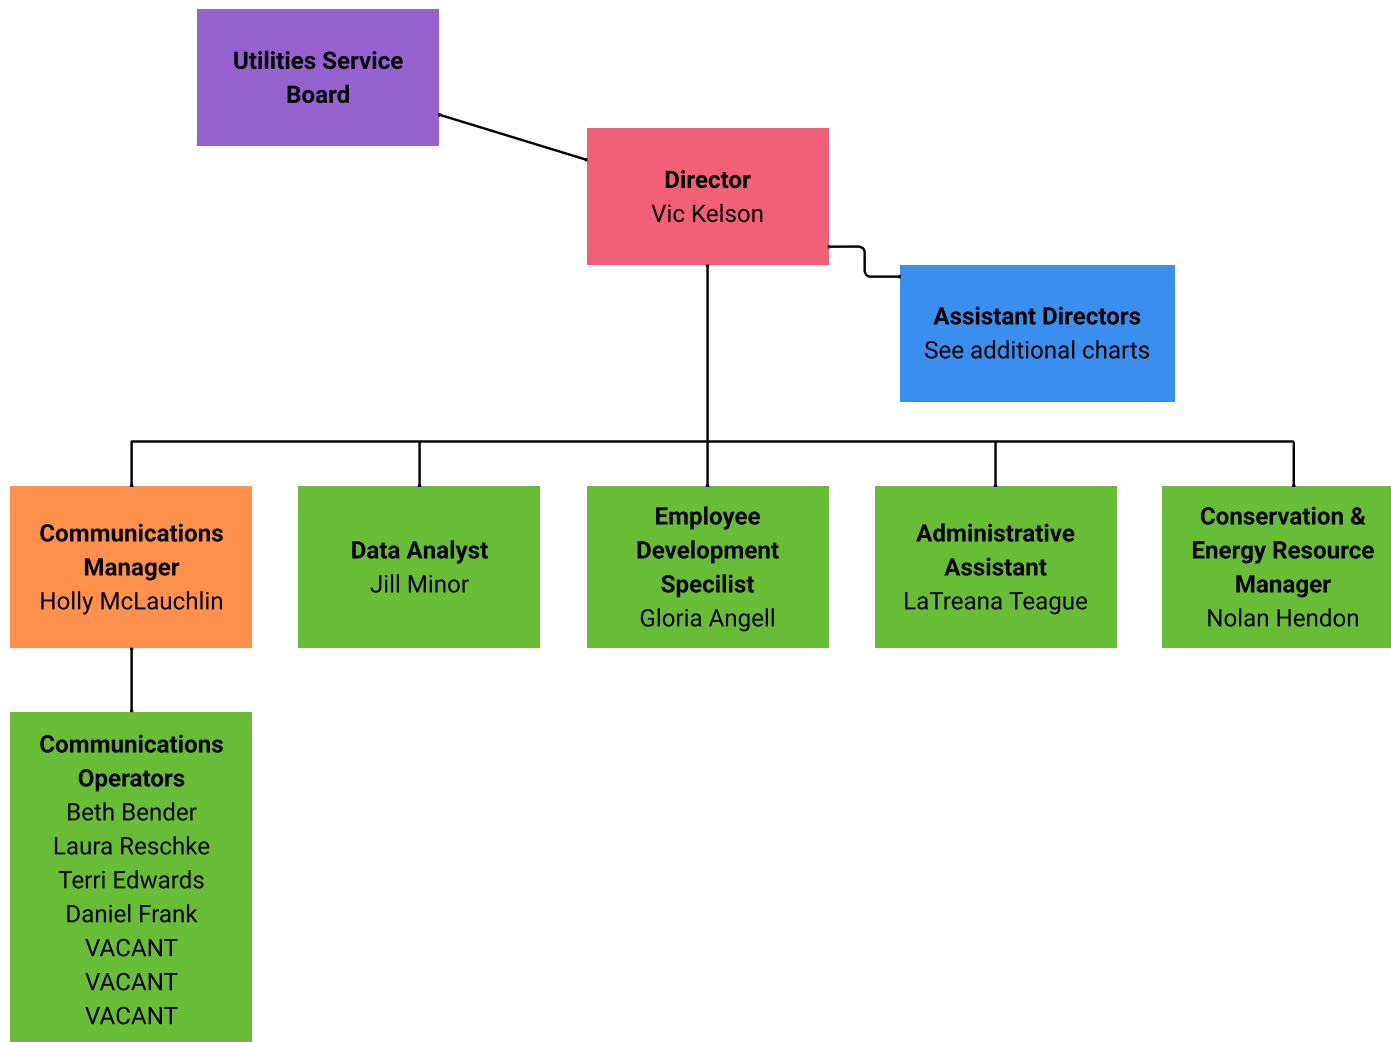 Utilities Service
Board
Director
Vic Kelson
Assistant Directors
See additional charts
Communications
Manager
Holly McLauchlin
Data Analyst
Jill Minor
Employee
Development
Specilist
Gloria Angell
Administrative
Assistant
LaTreana Teague
Conservation &
Energy Resource
Manager
Nolan Hendon
Communications
Operators
Beth Bender
Laura Reschke
Terri Edwards
Daniel Frank
VACANT
VACANT
VACANT